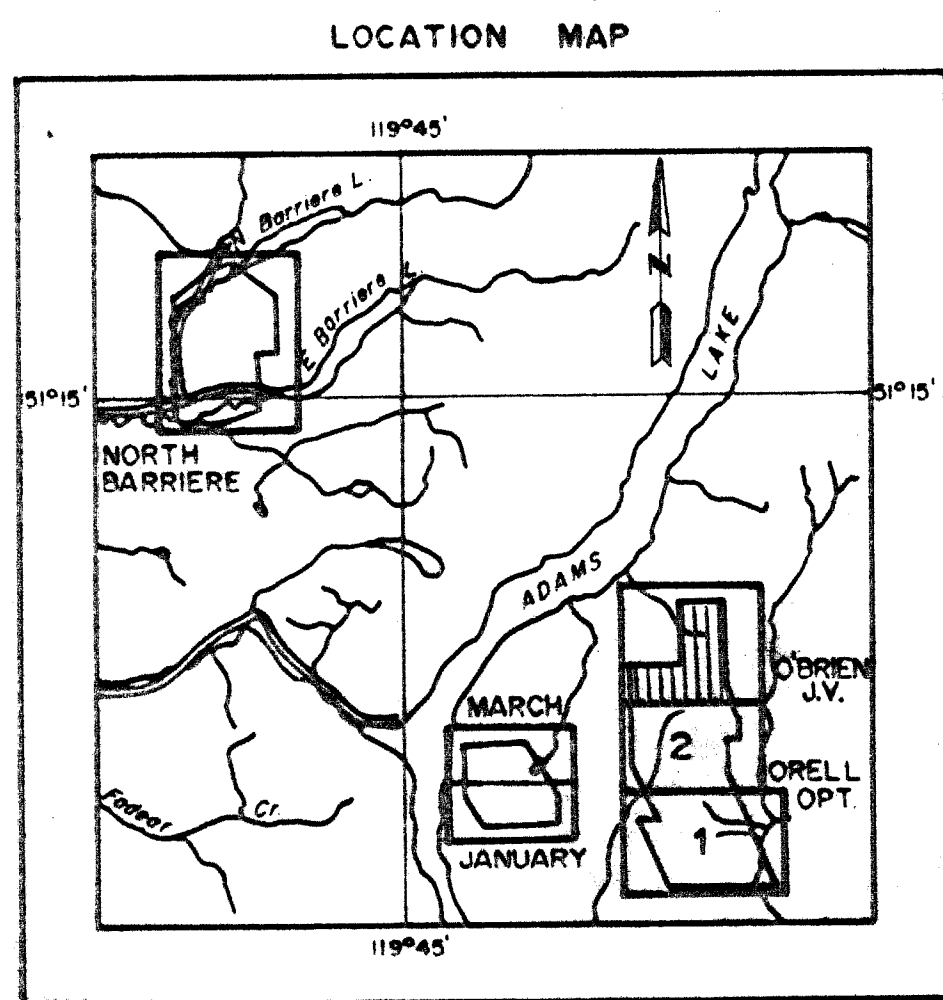 LOCATION MAP
119°45'
N Barriere L.
E Barriere L.
N
LAKE
51°15'
51°15'
NORTH
BARRIERE
ADAMS
O'BRIEN
J.V.
MARCH
2
ORELL
OPT.
Fadear Cr.
1
JANUARY
119°45'